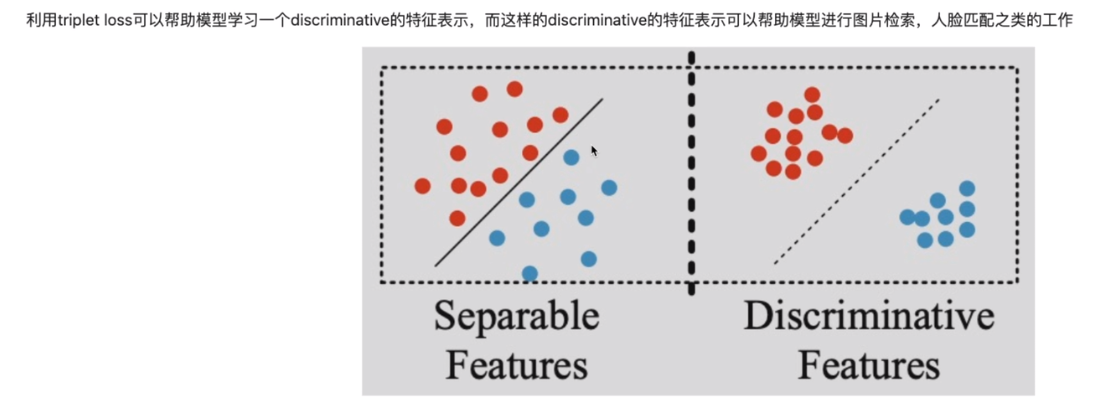 利用triplet loss可以帮助模型学习一个discriminative的特征表示，而这样的discriminative的特征表示可以帮助模型进行图片检索，人脸匹配之类的工作
Separable
Features
Discriminative
Features